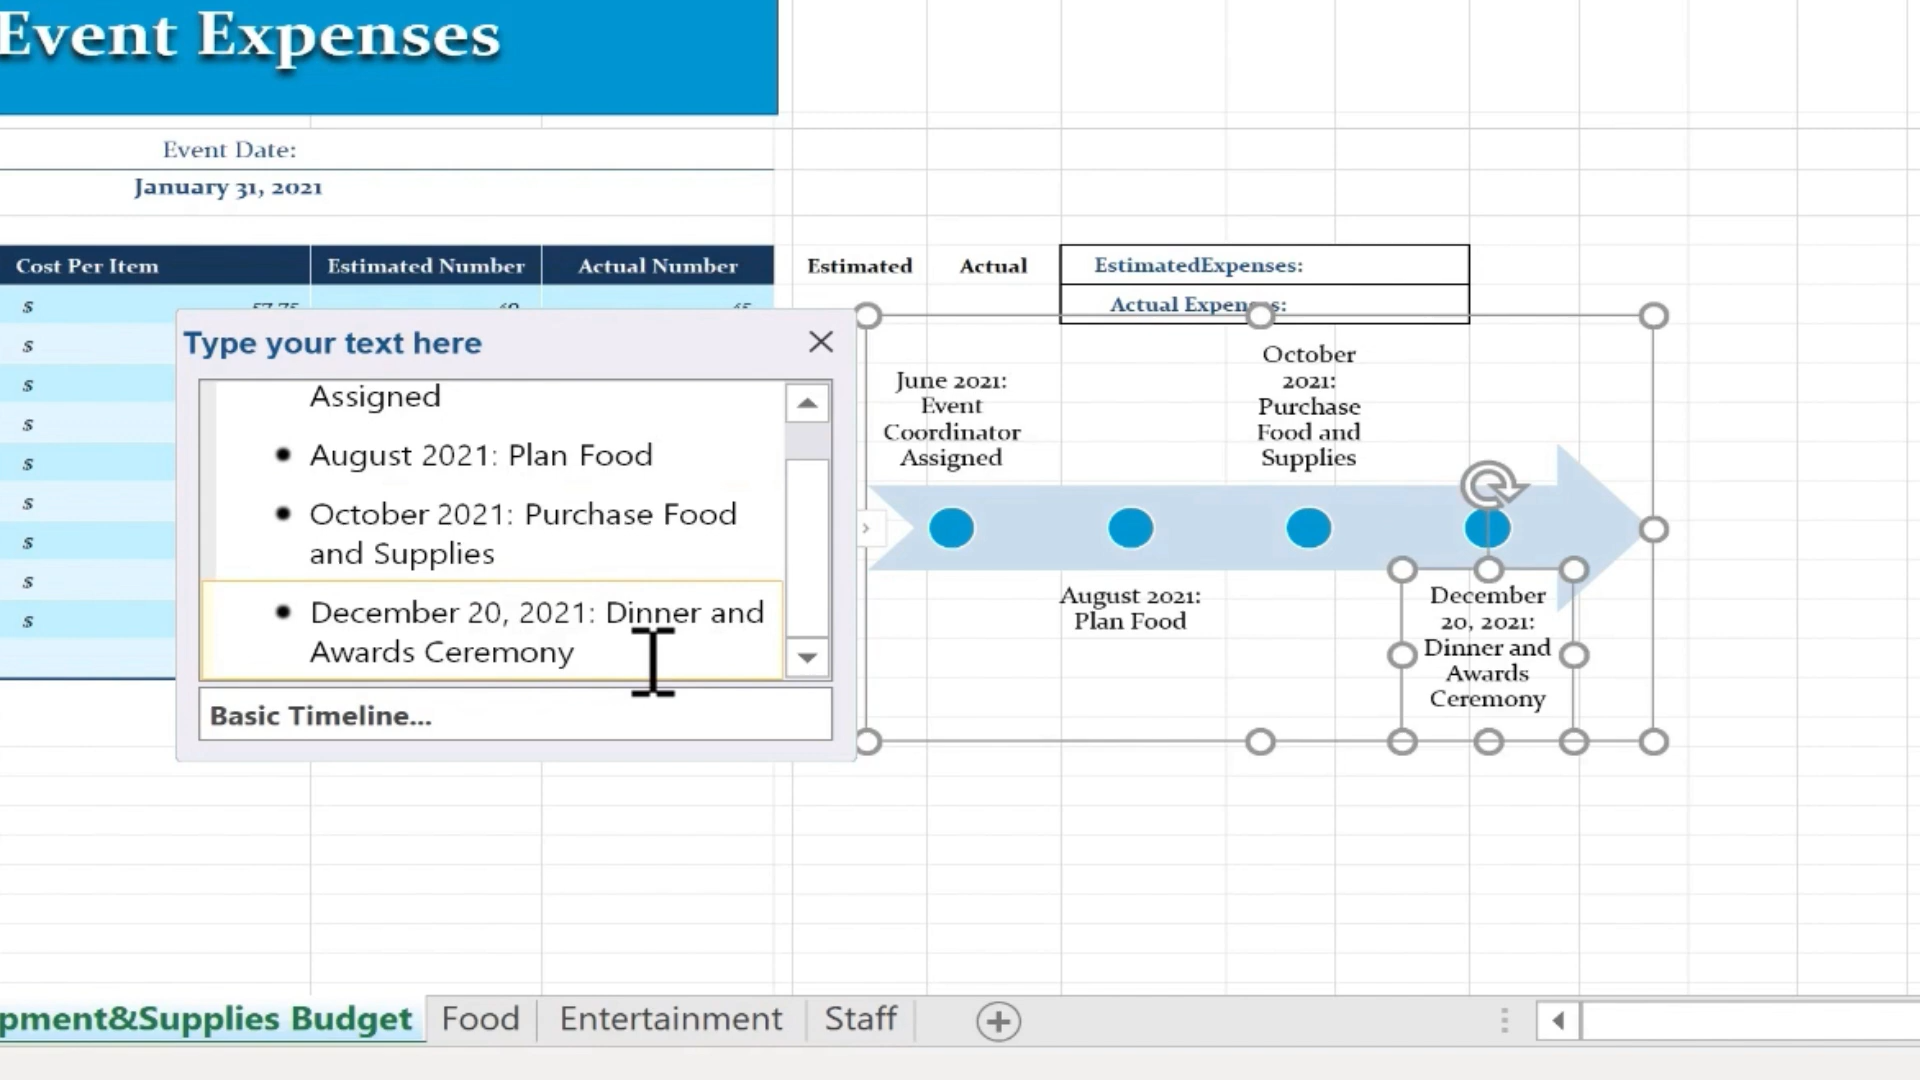 Event Expenses
Event Date:
January 31, 2021
Cost Per Item
Estimated Number
Actual Number
Estimated
Actual
EstimatedExpenses:
Actual Expenses:
$
$
$
$
$
$
$
$
$
Type your text here
Assigned
• August 2021: Plan Food
• October 2021: Purchase Food
and Supplies
• December 20, 2021: Dinner and
Awards Ceremony
Basic Timeline...
June 2021:
Event
Coordinator
Assigned
October
2021:
Purchase
Food and
Supplies
August 2021:
Plan Food
December
20, 2021:
Dinner and
Awards
Ceremony
pment&Supplies Budget
Food
Entertainment
Staff